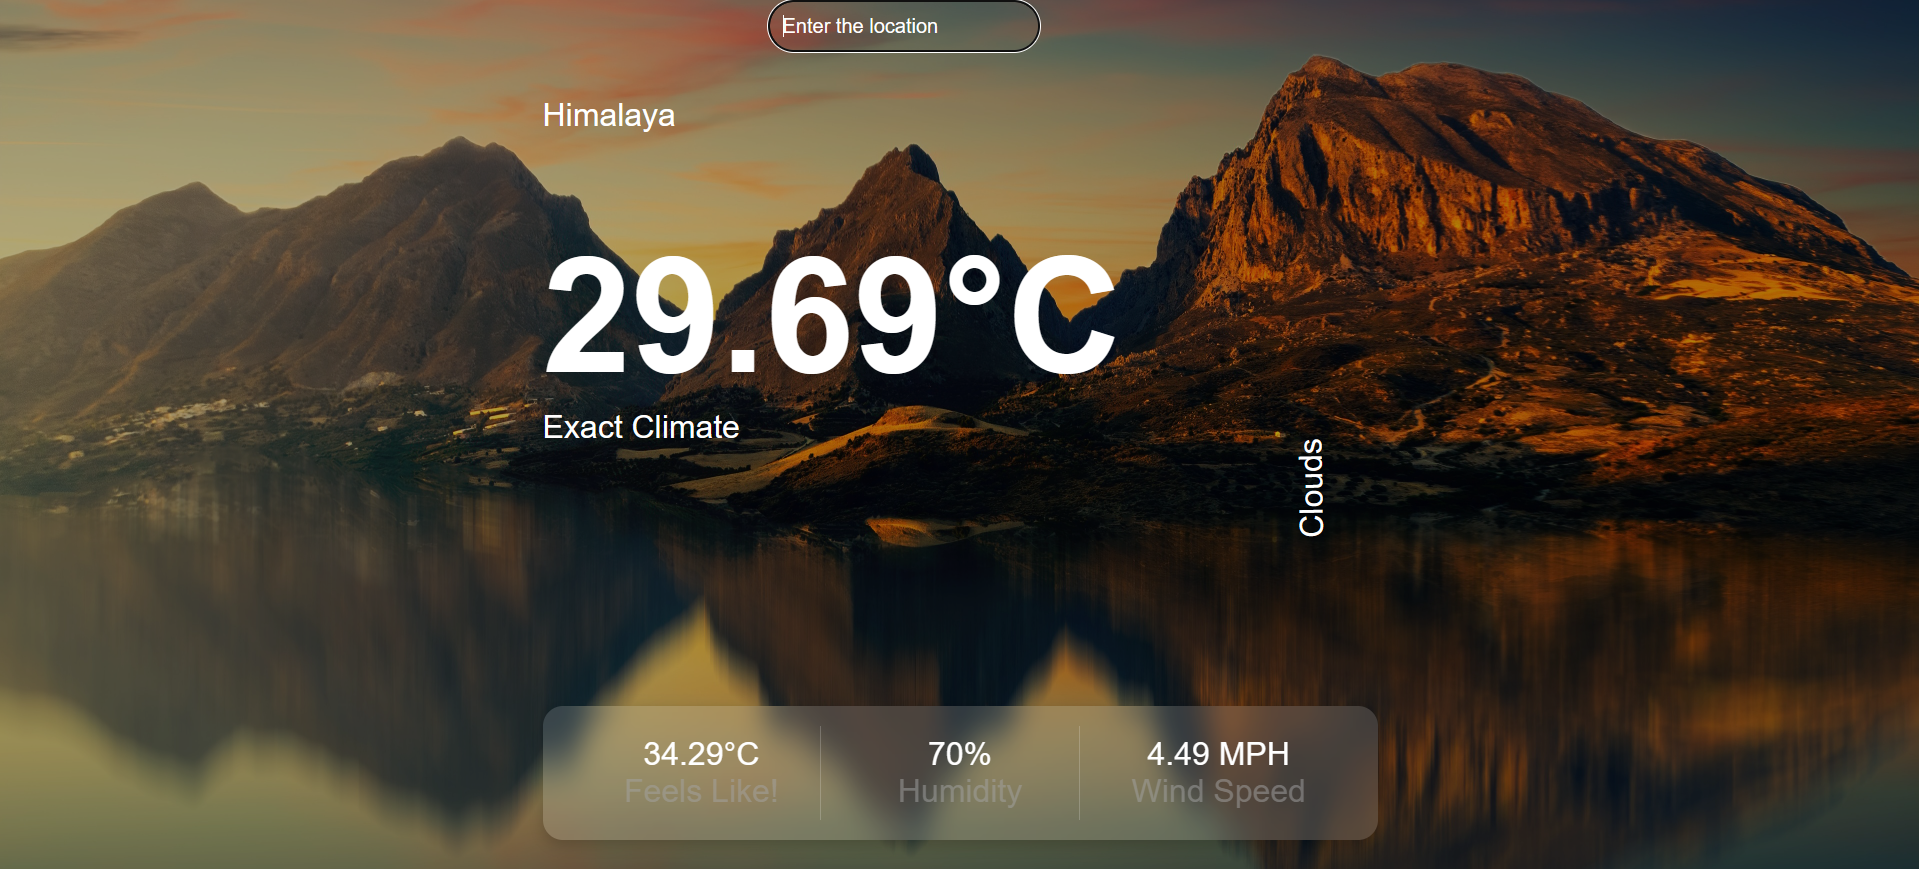 Enter the location
Himalaya
29.69°C
Exact Climate
Clouds
34.29°C
Feels Like!
70%
Humidity
4.49 MPH
Wind Speed